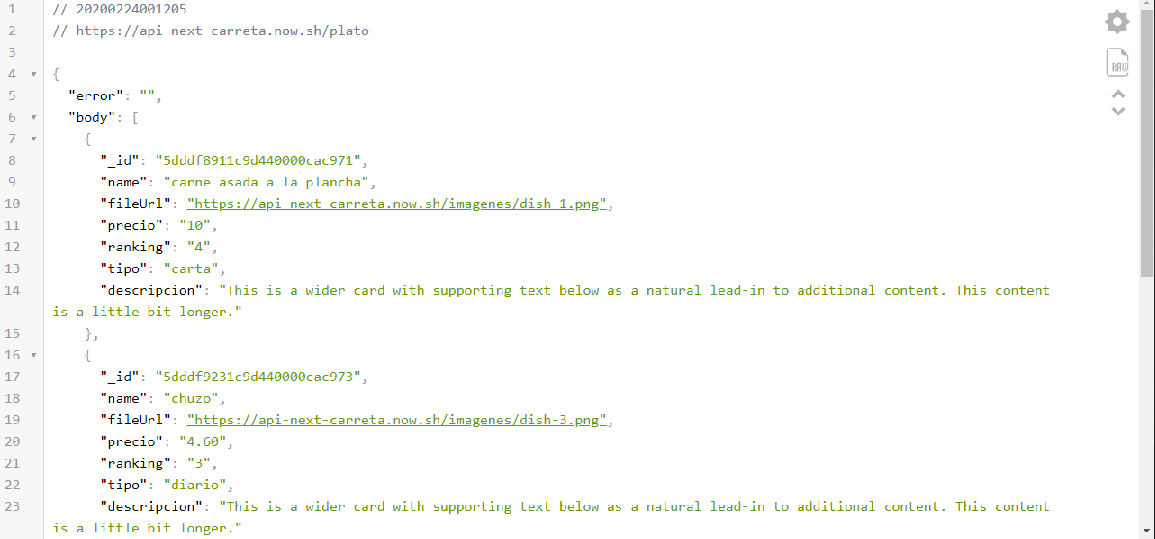 1 // 20200224001205
2 // https://api next carreta.now.sh/plato
3
4 {
5 "error": "",
6 "body": [
7 {
8 "_id": "5dddf8911c9d440000cac971",
9 "name": "carne asada a la plancha",
10 "fileUrl": "https://api next carreta.now.sh/imagenes/dish 1.png",
11 "precio": "10",
12 "ranking": "4",
13 "tipo": "carta",
14 "descripcion": "This is a wider card with supporting text below as a natural lead-in to additional content. This content
is a little bit longer."
15 },
16 {
17 "_id": "5dddf9231c9d440000cac973",
18 "name": "chuzo",
19 "fileUrl": "https://api-next-carreta.now.sh/imagenes/dish-3.png",
20 "precio": "4.60",
21 "ranking": "3",
22 "tipo": "diario",
23 "descripcion": "This is a wider card with supporting text below as a natural lead-in to additional content. This content
is a little bit longer."
RAW